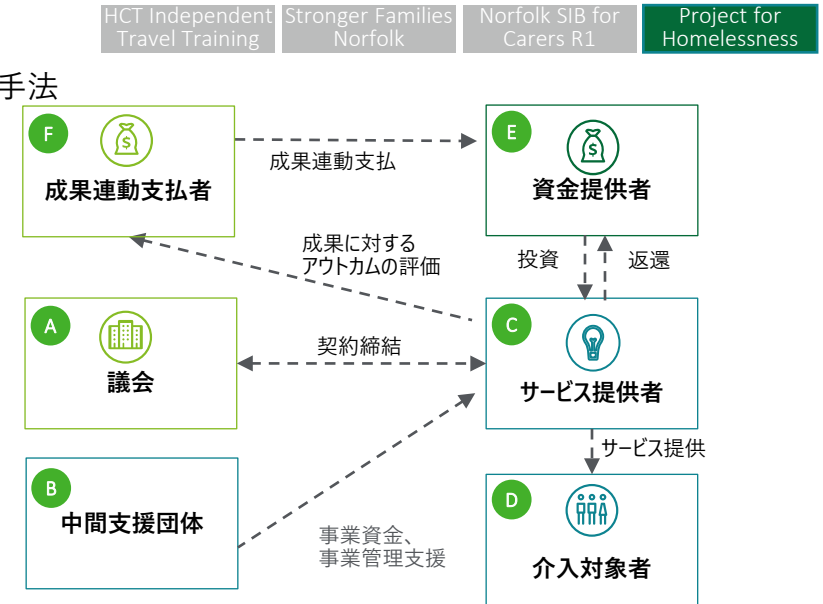 HCT Independent
Travel Training
Stronger Families
Norfolk
Norfolk SIB for
Carers R1
Project for
Homelessness
手法
F
$
成果連動支払者
成果連動支払
E
$
資金提供者
成果に対する
アウトカムの評価
投資
返還
A
議会
契約締結
C
サービス提供者
サービス提供
B
中間支援団体
事業資金、
事業管理支援
D
介入対象者